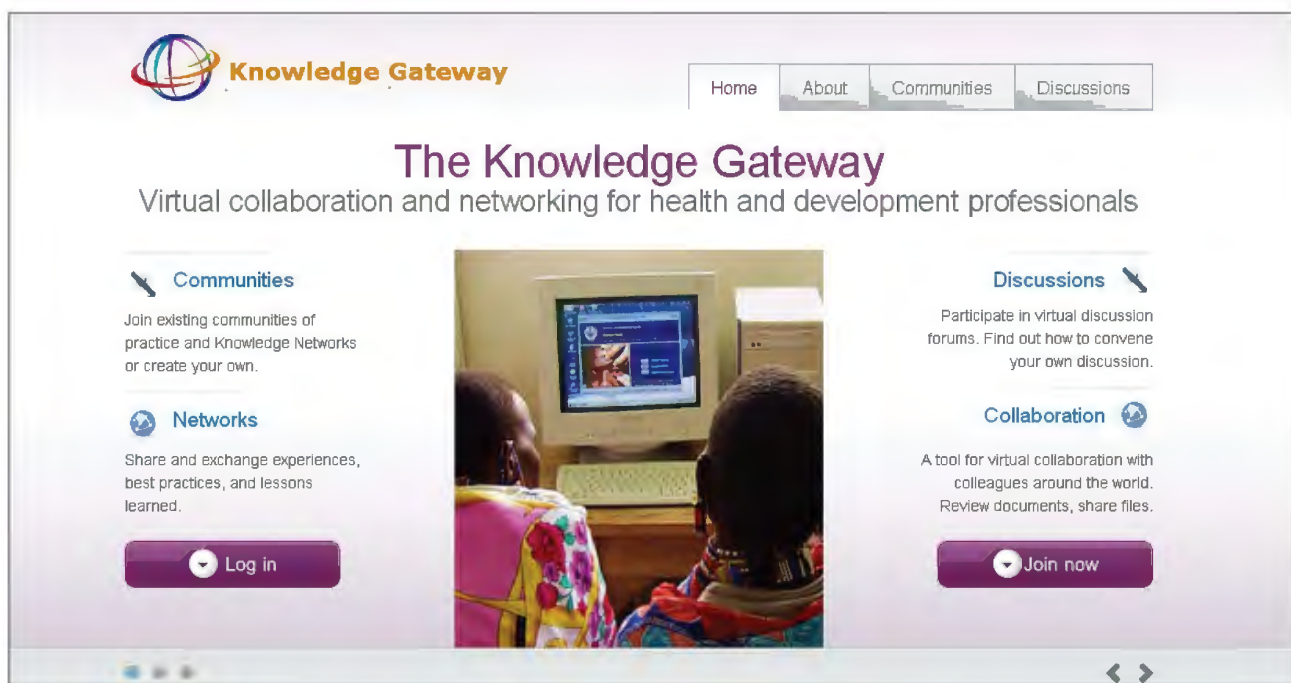 Knowledge Gateway
Home About Communities Discussions
The Knowledge Gateway
Virtual collaboration and networking for health and development professionals
Communities
Join existing communities of
practice and Knowledge Networks
or create your own.
Networks
Share and exchange experiences,
best practices, and lessons
learned.
Log in
Discussions
Participate in virtual discussion
forums. Find out how to convene
your own discussion.
Collaboration
A tool for virtual collaboration with
colleagues around the world.
Review documents, share files.
Join now